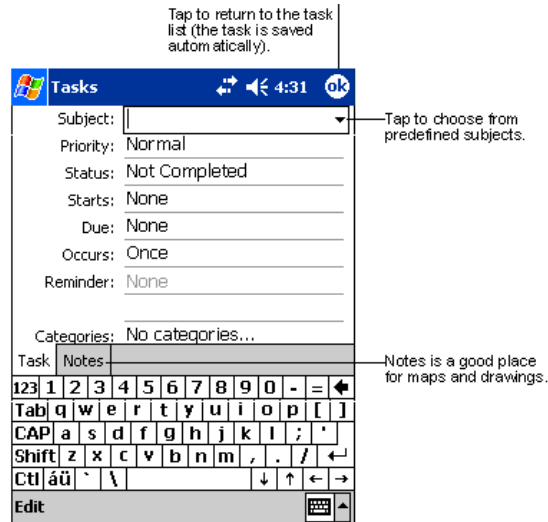 Tap to return to the task
list (the task is saved
automatically).
Tasks 4:31 ok
Subject:
Tap to choose from
predefined subjects.
Priority: Normal
Status: Not Completed
Starts: None
Due: None
Occurs: Once
Reminder: None
Categories: No categories...
Task Notes
Notes is a good place
for maps and drawings.
123 1 2 3 4 5 6 7 8 9 0 - =
Tab q w e r t y u i o p [ ]
CAP a s d f g h j k l ; '
Shift z x c v b n m , . /
Ctl áü ` \ ↓ ↑ ← →
Edit